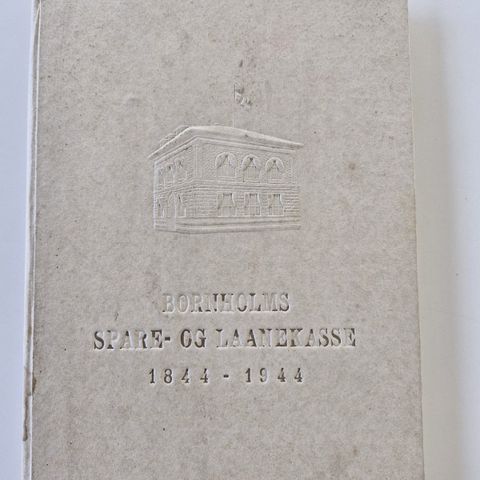 BORNHOLMS
SPARE- OG LAANEKASSE
1844 - 1944